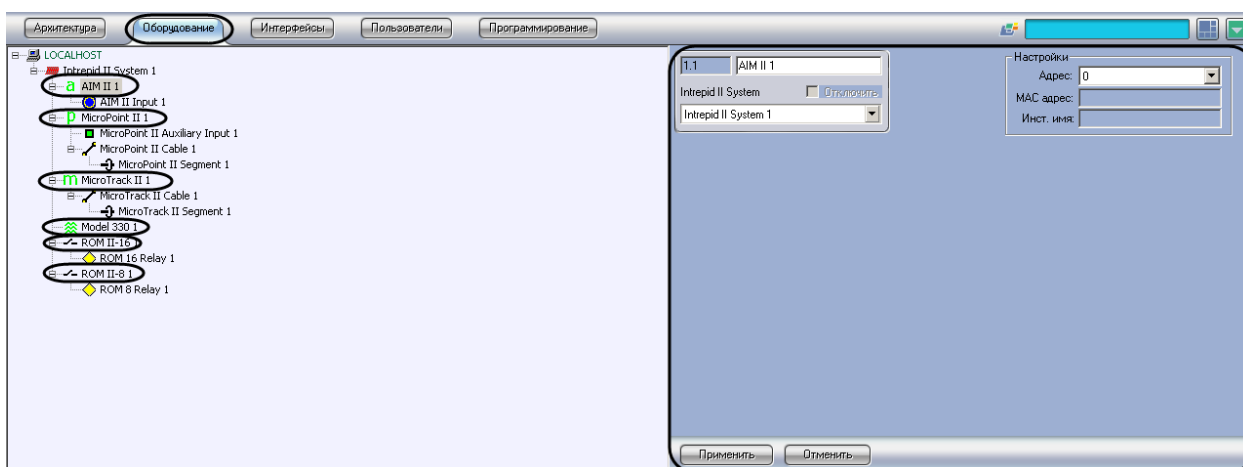 Архитектура Оборудование Интерфейсы Пользователи Программирование
LOCALHOST
Intrepid II System 1
AIM II 1
AIM II Input 1
MicroPoint II 1
MicroPoint II Auxiliary Input 1
MicroPoint II Cable 1
MicroPoint II Segment 1
MicroTrack II 1
MicroTrack II Cable 1
MicroTrack II Segment 1
Model 330 1
ROM II-16 1
ROM 16 Relay 1
ROM II-8 1
ROM 8 Relay 1
1.1 AIM II 1
Intrepid II System Отключить
Intrepid II System 1
Настройки
Адрес: 0
MAC адрес:
Инст. имя:
Применить Отменить